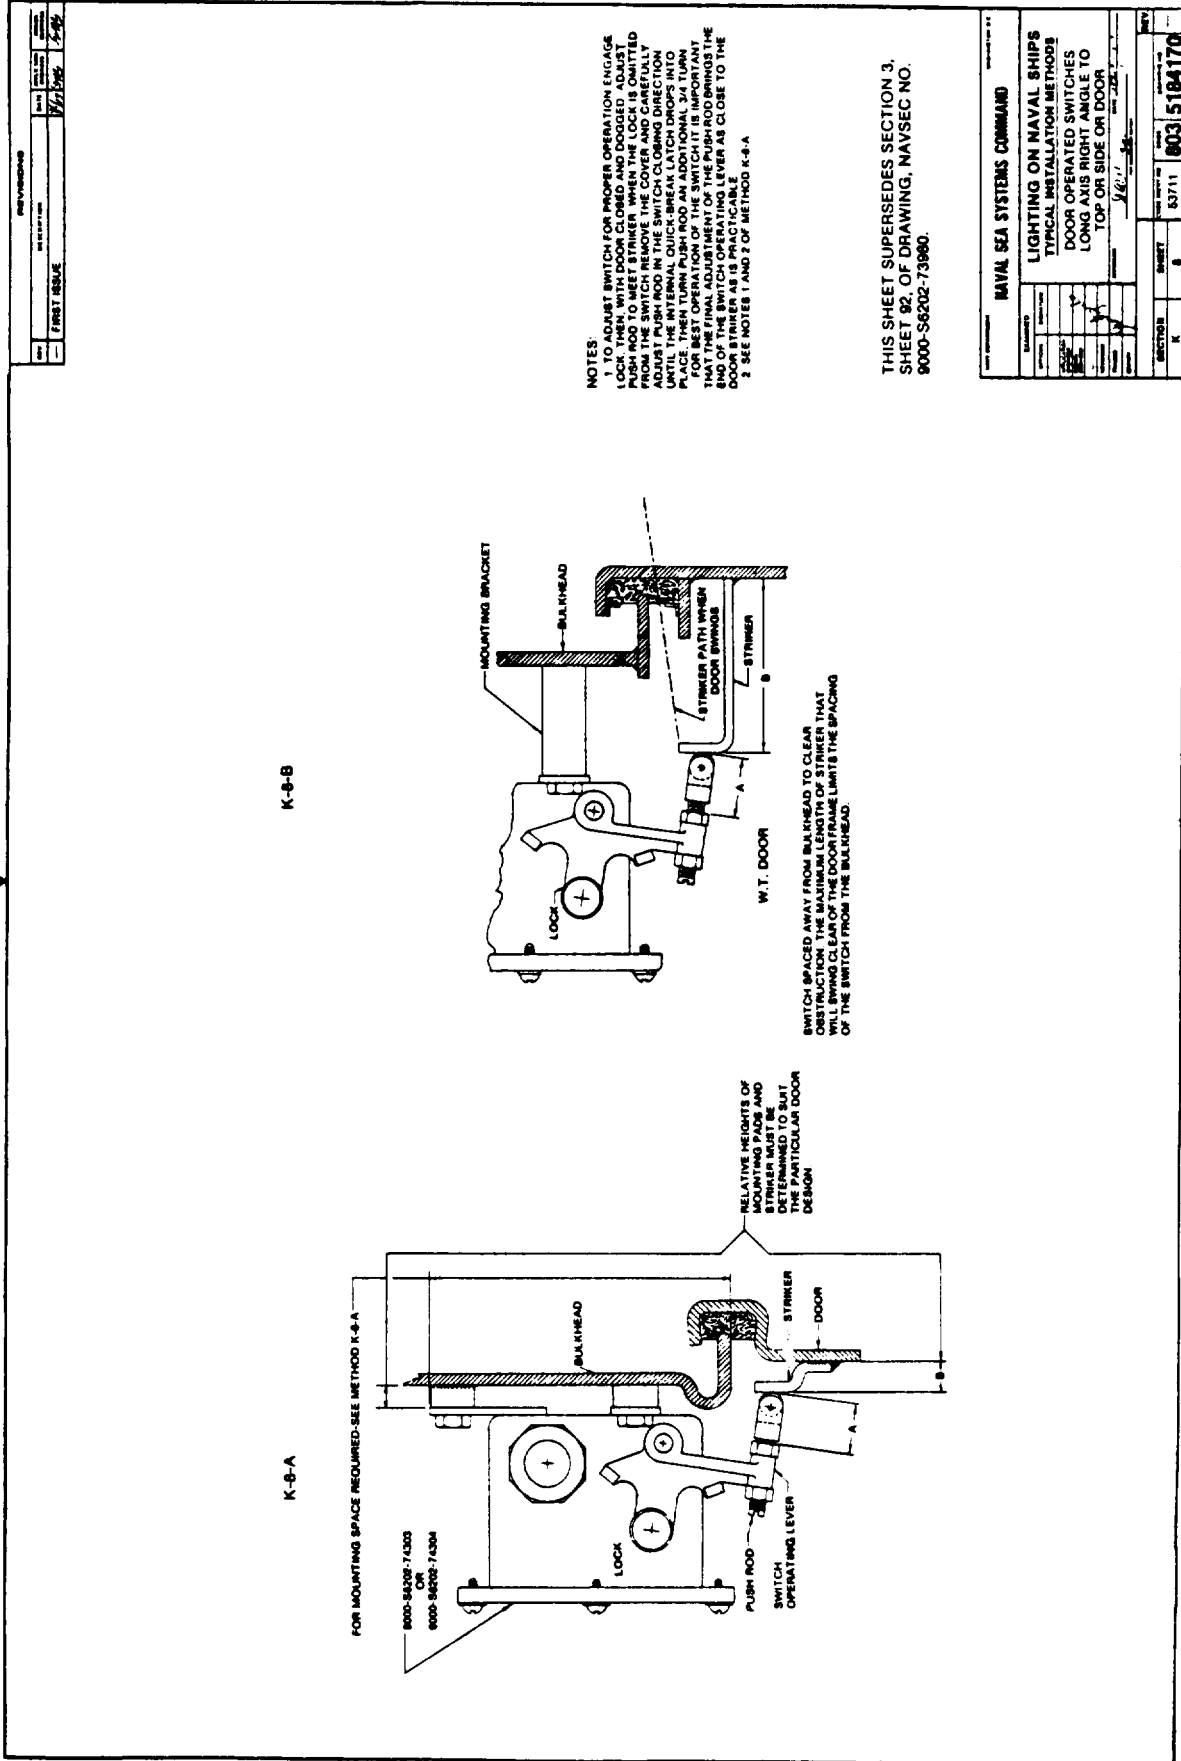 REVISIONS
REV DESCRIPTION DATE
— FIRST ISSUE
K-8-A
FOR MOUNTING SPACE REQUIRED-SEE METHOD K-6-A
9000-S6202-74303
OR
9000-S6202-74304
LOCK
PUSH ROD
SWITCH
OPERATING LEVER
BULKHEAD
STRIKER
DOOR
A
B
RELATIVE HEIGHTS OF
MOUNTING PADS AND
STRIKER MUST BE
DETERMINED TO SUIT
THE PARTICULAR DOOR
DESIGN
K-8-B
MOUNTING BRACKET
BULKHEAD
LOCK
STRIKER PATH WHEN
DOOR SWINGS
STRIKER
A
B
W.T. DOOR
SWITCH SPACED AWAY FROM BULKHEAD TO CLEAR
OBSTRUCTION THE MAXIMUM LENGTH OF STRIKER THAT
WILL SWING CLEAR OF THE DOOR FRAME LIMITS THE SPACING
OF THE SWITCH FROM THE BULKHEAD.
NOTES:
1 TO ADJUST SWITCH FOR PROPER OPERATION ENGAGE
LOCK, THEN, WITH DOOR CLOSED AND DOGGED ADJUST
PUSH ROD TO MEET STRIKER WHEN THE LOCK IS OMITTED
FROM THE SWITCH REMOVE THE COVER AND CAREFULLY
ADJUST PUSH ROD IN THE SWITCH CLOSING DIRECTION
UNTIL THE INTERNAL QUICK-BREAK LATCH DROPS INTO
PLACE. THEN TURN PUSH ROD AN ADDITIONAL 3/4 TURN
FOR BEST OPERATION OF THE SWITCH IT IS IMPORTANT
THAT THE FINAL ADJUSTMENT OF THE PUSH ROD BRINGS THE
END OF THE SWITCH OPERATING LEVER AS CLOSE TO THE
DOOR STRIKER AS IS PRACTICABLE
2 SEE NOTES 1 AND 2 OF METHOD K-6-A
THIS SHEET SUPERSEDES SECTION 3,
SHEET 92, OF DRAWING, NAVSEC NO.
9000-S6202-73980.
NAVAL SEA SYSTEMS COMMAND
EXAMINED
LIGHTING ON NAVAL SHIPS
TYPICAL INSTALLATION METHODS
DOOR OPERATED SWITCHES
LONG AXIS RIGHT ANGLE TO
TOP OR SIDE OR DOOR
DATE
SECTION SHEET REV
K 8 53711 803 5184170 —